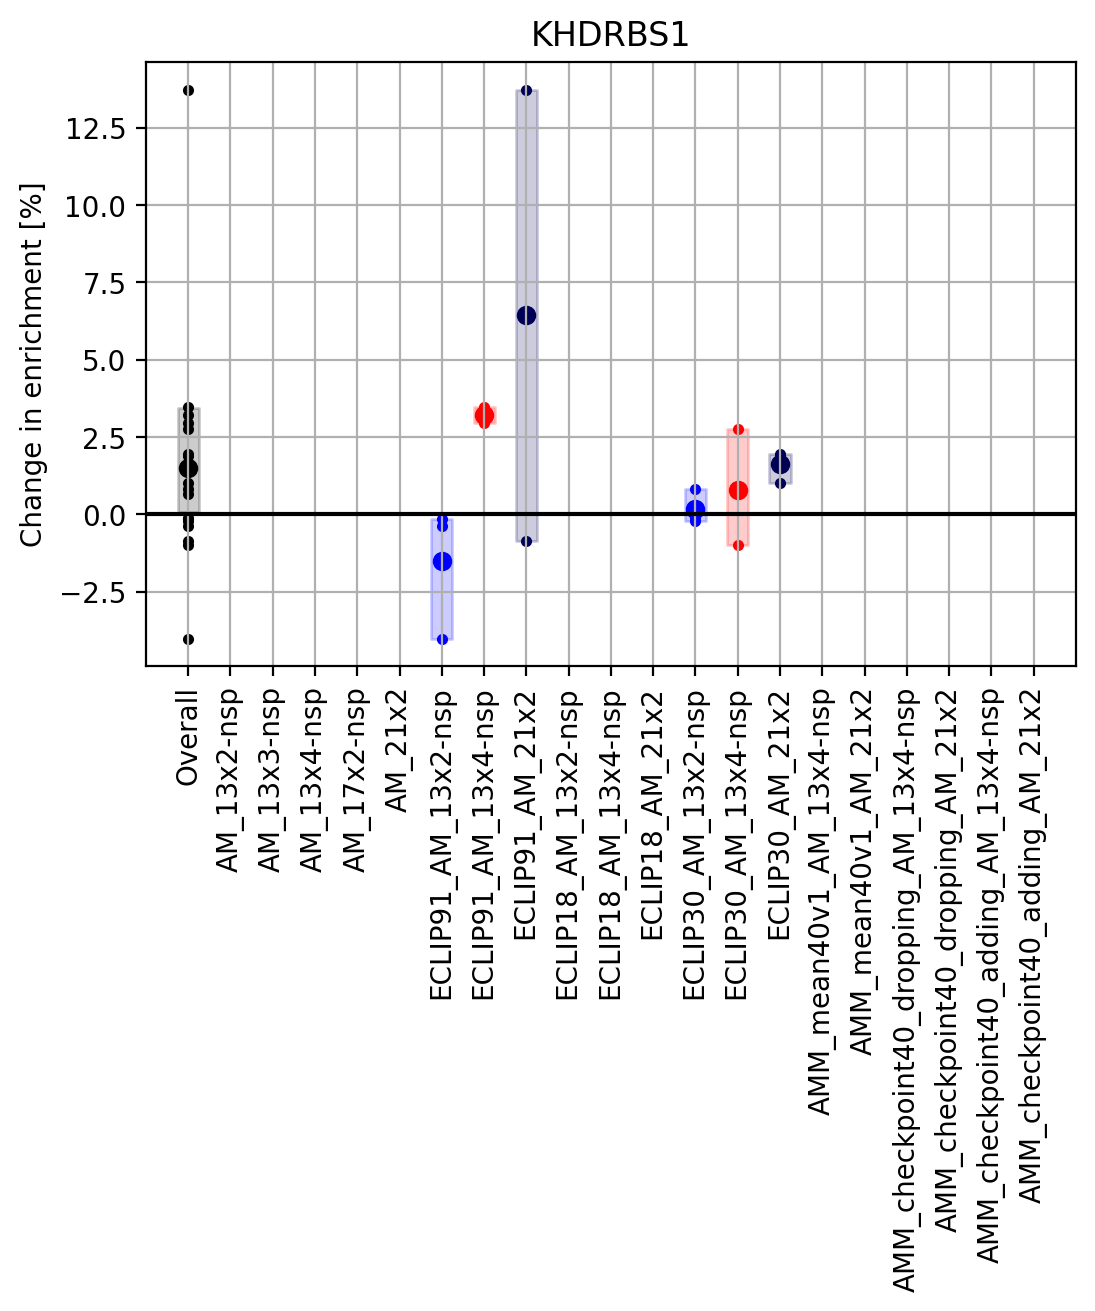 KHDRBS1
Change in enrichment [%]
12.5
10.0
7.5
5.0
2.5
0.0
−2.5
Overall
AM_13x2-nsp
AM_13x3-nsp
AM_13x4-nsp
AM_17x2-nsp
AM_21x2
ECLIP91_AM_13x2-nsp
ECLIP91_AM_13x4-nsp
ECLIP91_AM_21x2
ECLIP18_AM_13x2-nsp
ECLIP18_AM_13x4-nsp
ECLIP18_AM_21x2
ECLIP30_AM_13x2-nsp
ECLIP30_AM_13x4-nsp
ECLIP30_AM_21x2
AMM_mean40v1_AM_13x4-nsp
AMM_mean40v1_AM_21x2
AMM_checkpoint40_dropping_AM_13x4-nsp
AMM_checkpoint40_dropping_AM_21x2
AMM_checkpoint40_adding_AM_13x4-nsp
AMM_checkpoint40_adding_AM_21x2